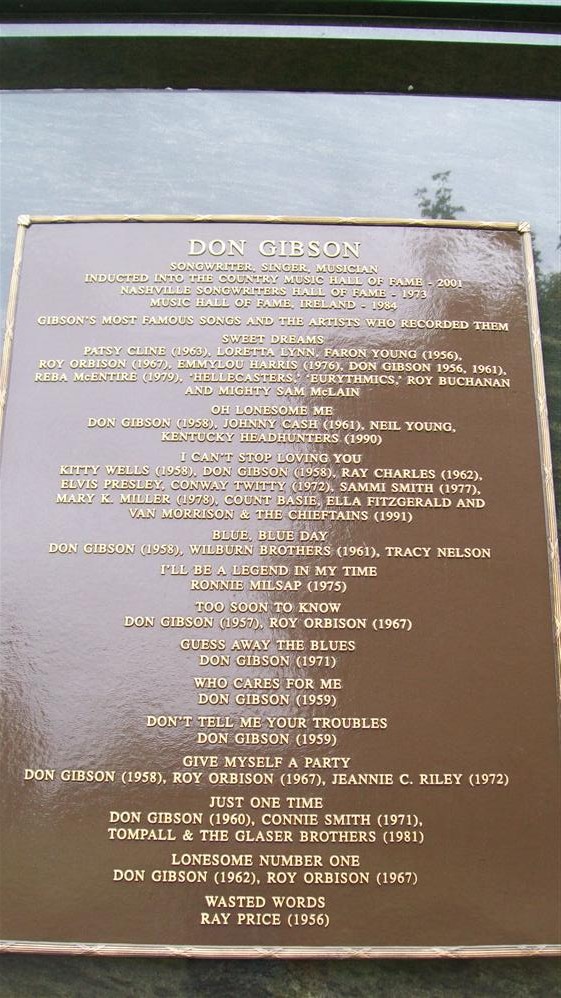 DON GIBSON
SONGWRITER, SINGER, MUSICIAN
INDUCTED INTO THE COUNTRY MUSIC HALL OF FAME - 2001
NASHVILLE SONGWRITERS HALL OF FAME - 1973
MUSIC HALL OF FAME, IRELAND - 1984
GIBSON'S MOST FAMOUS SONGS AND THE ARTISTS WHO RECORDED THEM
SWEET DREAMS
PATSY CLINE (1963), LORETTA LYNN, FARON YOUNG (1956),
ROY ORBISON (1967), EMMYLOU HARRIS (1976), DON GIBSON 1956, 1961),
REBA McENTIRE (1979), 'HELLECASTERS,' 'EURYTHMICS,' ROY BUCHANAN
AND MIGHTY SAM McLAIN
OH LONESOME ME
DON GIBSON (1958), JOHNNY CASH (1961), NEIL YOUNG,
KENTUCKY HEADHUNTERS (1990)
I CAN'T STOP LOVING YOU
KITTY WELLS (1958), DON GIBSON (1958), RAY CHARLES (1962),
ELVIS PRESLEY, CONWAY TWITTY (1972), SAMMI SMITH (1977),
MARY K. MILLER (1978), COUNT BASIE, ELLA FITZGERALD AND
VAN MORRISON & THE CHIEFTAINS (1991)
BLUE, BLUE DAY
DON GIBSON (1958), WILBURN BROTHERS (1961), TRACY NELSON
I'LL BE A LEGEND IN MY TIME
RONNIE MILSAP (1975)
TOO SOON TO KNOW
DON GIBSON (1957), ROY ORBISON (1967)
GUESS AWAY THE BLUES
DON GIBSON (1971)
WHO CARES FOR ME
DON GIBSON (1959)
DON'T TELL ME YOUR TROUBLES
DON GIBSON (1959)
GIVE MYSELF A PARTY
DON GIBSON (1958), ROY ORBISON (1967), JEANNIE C. RILEY (1972)
JUST ONE TIME
DON GIBSON (1960), CONNIE SMITH (1971),
TOMPALL & THE GLASER BROTHERS (1981)
LONESOME NUMBER ONE
DON GIBSON (1962), ROY ORBISON (1967)
WASTED WORDS
RAY PRICE (1956)